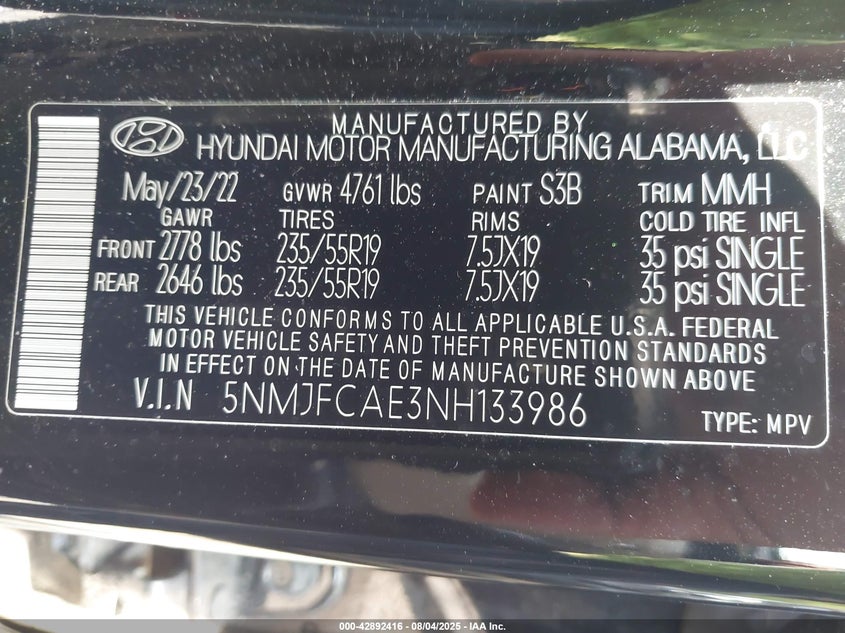 MANUFACTURED BY
HYUNDAI MOTOR MANUFACTURING ALABAMA, LLC
May/23/22 GVWR 4761 lbs PAINT S3B TRIM MMH
GAWR TIRES RIMS COLD TIRE INFL
FRONT 2778 lbs 235/55R19 7.5JX19 35 psi SINGLE
REAR 2646 lbs 235/55R19 7.5JX19 35 psi SINGLE
THIS VEHICLE CONFORMS TO ALL APPLICABLE U.S.A. FEDERAL
MOTOR VEHICLE SAFETY AND THEFT PREVENTION STANDARDS
IN EFFECT ON THE DATE OF MANUFACTURE SHOWN ABOVE
V.I.N 5NMJFCAE3NH133986
TYPE: MPV
000-42892416 - 08/04/2025 - IAA Inc.